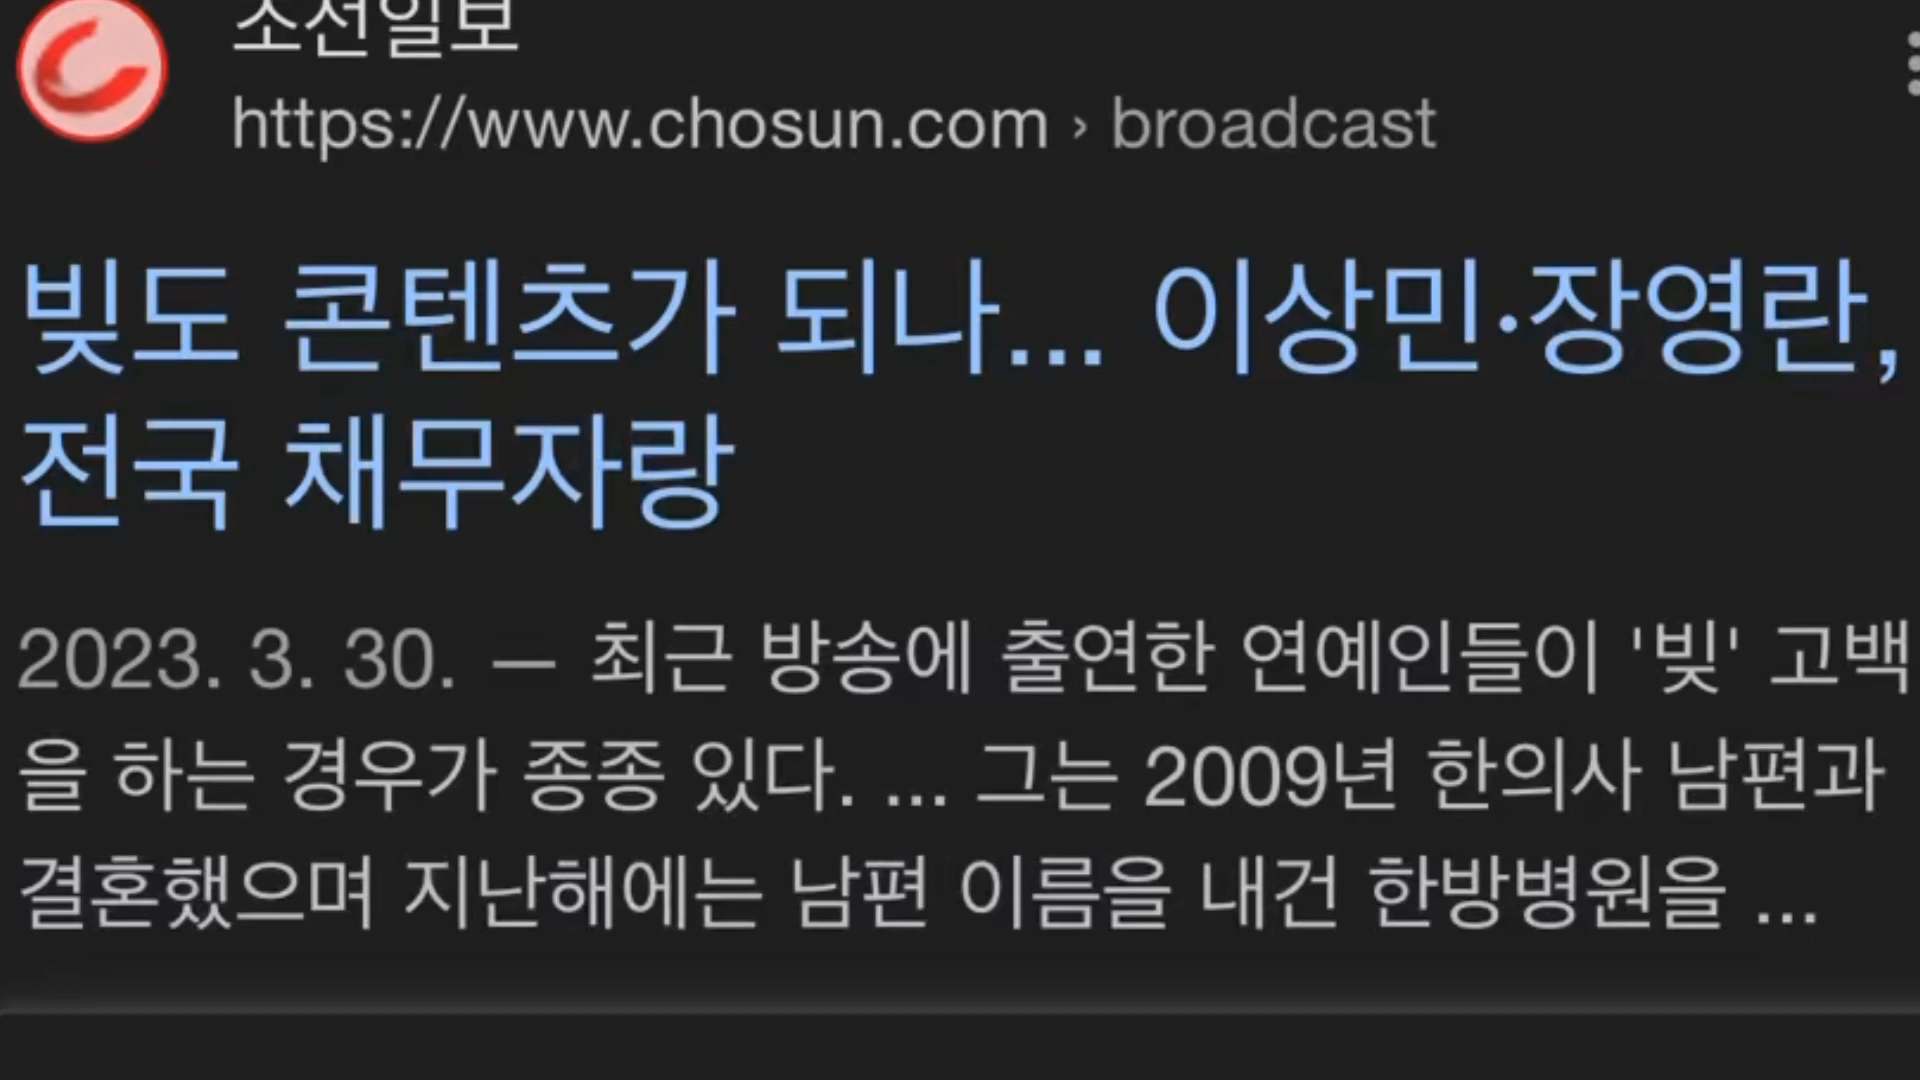 조선일보
https://www.chosun.com › broadcast
빚도 콘텐츠가 되나... 이상민·장영란,
전국 채무자랑
2023. 3. 30. — 최근 방송에 출연한 연예인들이 '빚' 고백
을 하는 경우가 종종 있다. ... 그는 2009년 한의사 남편과
결혼했으며 지난해에는 남편 이름을 내건 한방병원을 ...